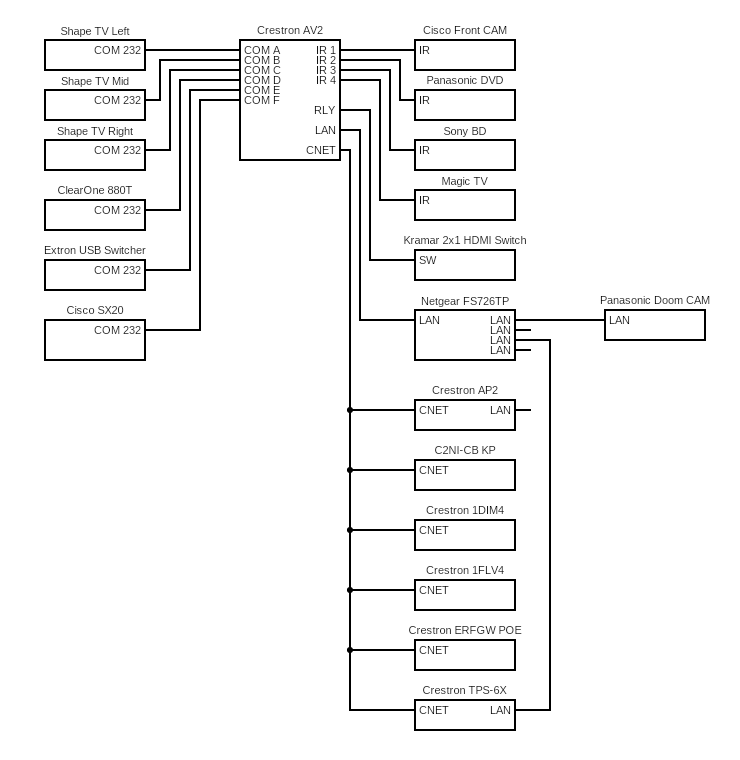 Shape TV Left
COM 232
Shape TV Mid
COM 232
Shape TV Right
COM 232
ClearOne 880T
COM 232
Extron USB Switcher
COM 232
Cisco SX20
COM 232
Crestron AV2
COM A IR 1
COM B IR 2
COM C IR 3
COM D IR 4
COM E
COM F
RLY
LAN
CNET
Cisco Front CAM
IR
Panasonic DVD
IR
Sony BD
IR
Magic TV
IR
Kramar 2x1 HDMI Switch
SW
Netgear FS726TP
LAN LAN
LAN
LAN
LAN
Panasonic Doom CAM
LAN
Crestron AP2
CNET LAN
C2NI-CB KP
CNET
Crestron 1DIM4
CNET
Crestron 1FLV4
CNET
Crestron ERFGW POE
CNET
Crestron TPS-6X
CNET LAN